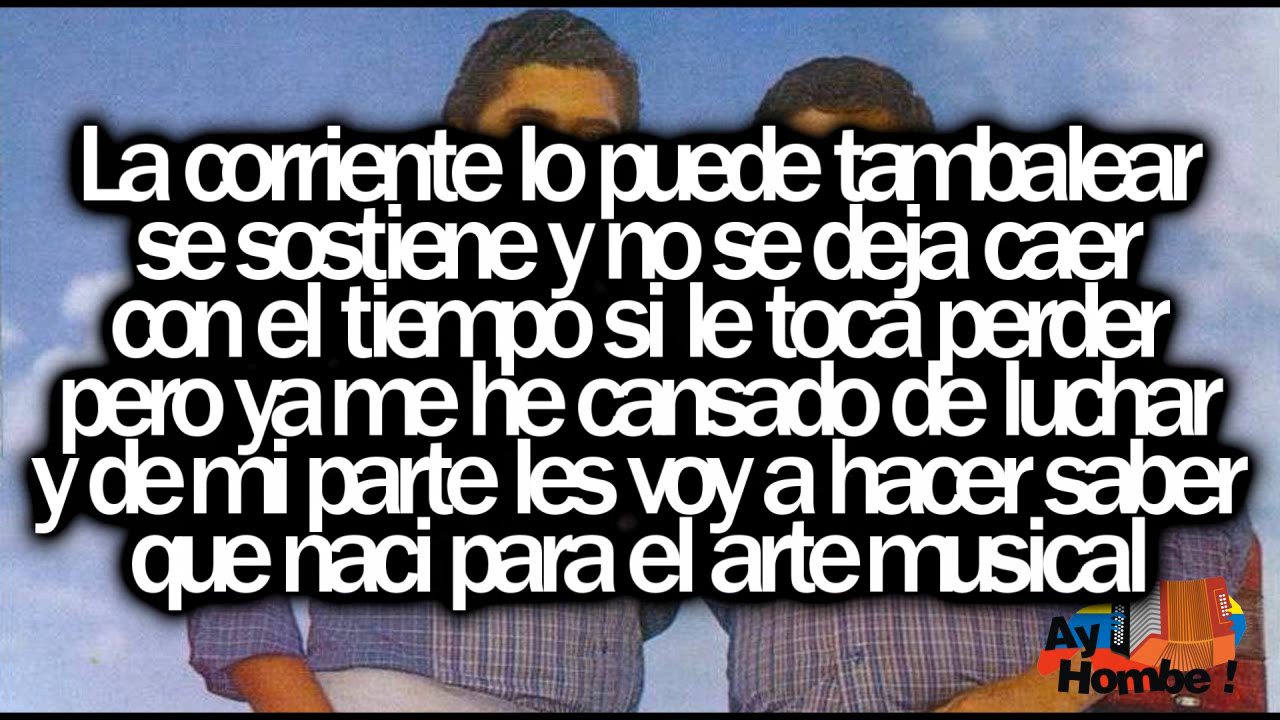 La corriente lo puede tambalear
se sostiene y no se deja caer
con el tiempo si le toca perder
pero ya me he cansado de luchar
y de mi parte les voy a hacer saber
que naci para el arte musical
Ay
Hombe !